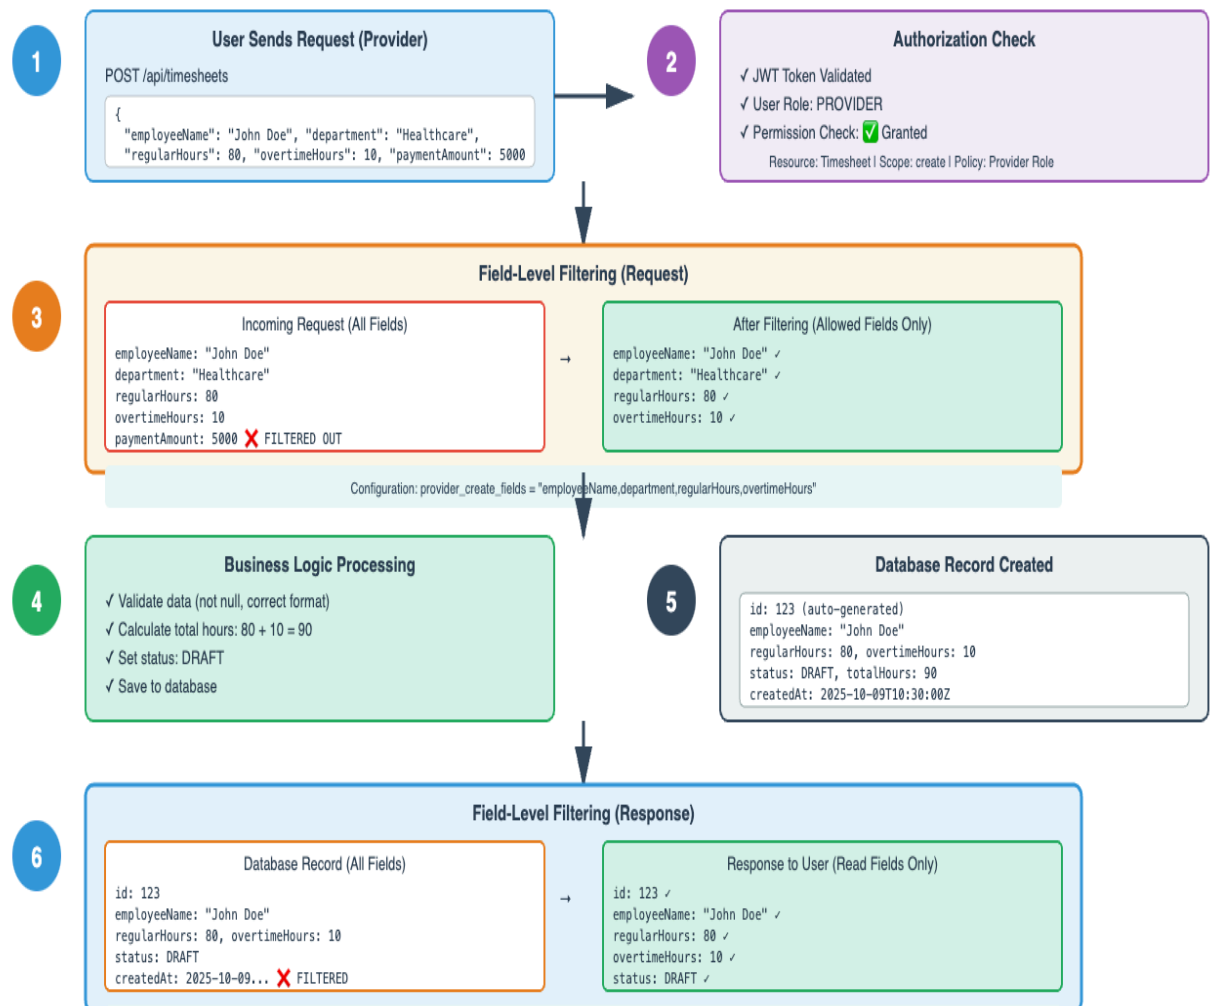 1
User Sends Request (Provider)
POST /api/timesheets
{
"employeeName": "John Doe", "department": "Healthcare",
"regularHours": 80, "overtimeHours": 10, "paymentAmount": 5000
2
Authorization Check
✓ JWT Token Validated
✓ User Role: PROVIDER
✓ Permission Check: ✅ Granted
Resource: Timesheet | Scope: create | Policy: Provider Role
3
Field-Level Filtering (Request)
Incoming Request (All Fields)
employeeName: "John Doe"
department: "Healthcare"
regularHours: 80
overtimeHours: 10
paymentAmount: 5000 ❌ FILTERED OUT
→
After Filtering (Allowed Fields Only)
employeeName: "John Doe" ✓
department: "Healthcare" ✓
regularHours: 80 ✓
overtimeHours: 10 ✓
Configuration: provider_create_fields = "employeeName,department,regularHours,overtimeHours"
4
Business Logic Processing
✓ Validate data (not null, correct format)
✓ Calculate total hours: 80 + 10 = 90
✓ Set status: DRAFT
✓ Save to database
5
Database Record Created
id: 123 (auto-generated)
employeeName: "John Doe"
regularHours: 80, overtimeHours: 10
status: DRAFT, totalHours: 90
createdAt: 2025-10-09T10:30:00Z
6
Field-Level Filtering (Response)
Database Record (All Fields)
id: 123
employeeName: "John Doe"
regularHours: 80, overtimeHours: 10
status: DRAFT
createdAt: 2025-10-09... ❌ FILTERED
→
Response to User (Read Fields Only)
id: 123 ✓
employeeName: "John Doe" ✓
regularHours: 80 ✓
overtimeHours: 10 ✓
status: DRAFT ✓